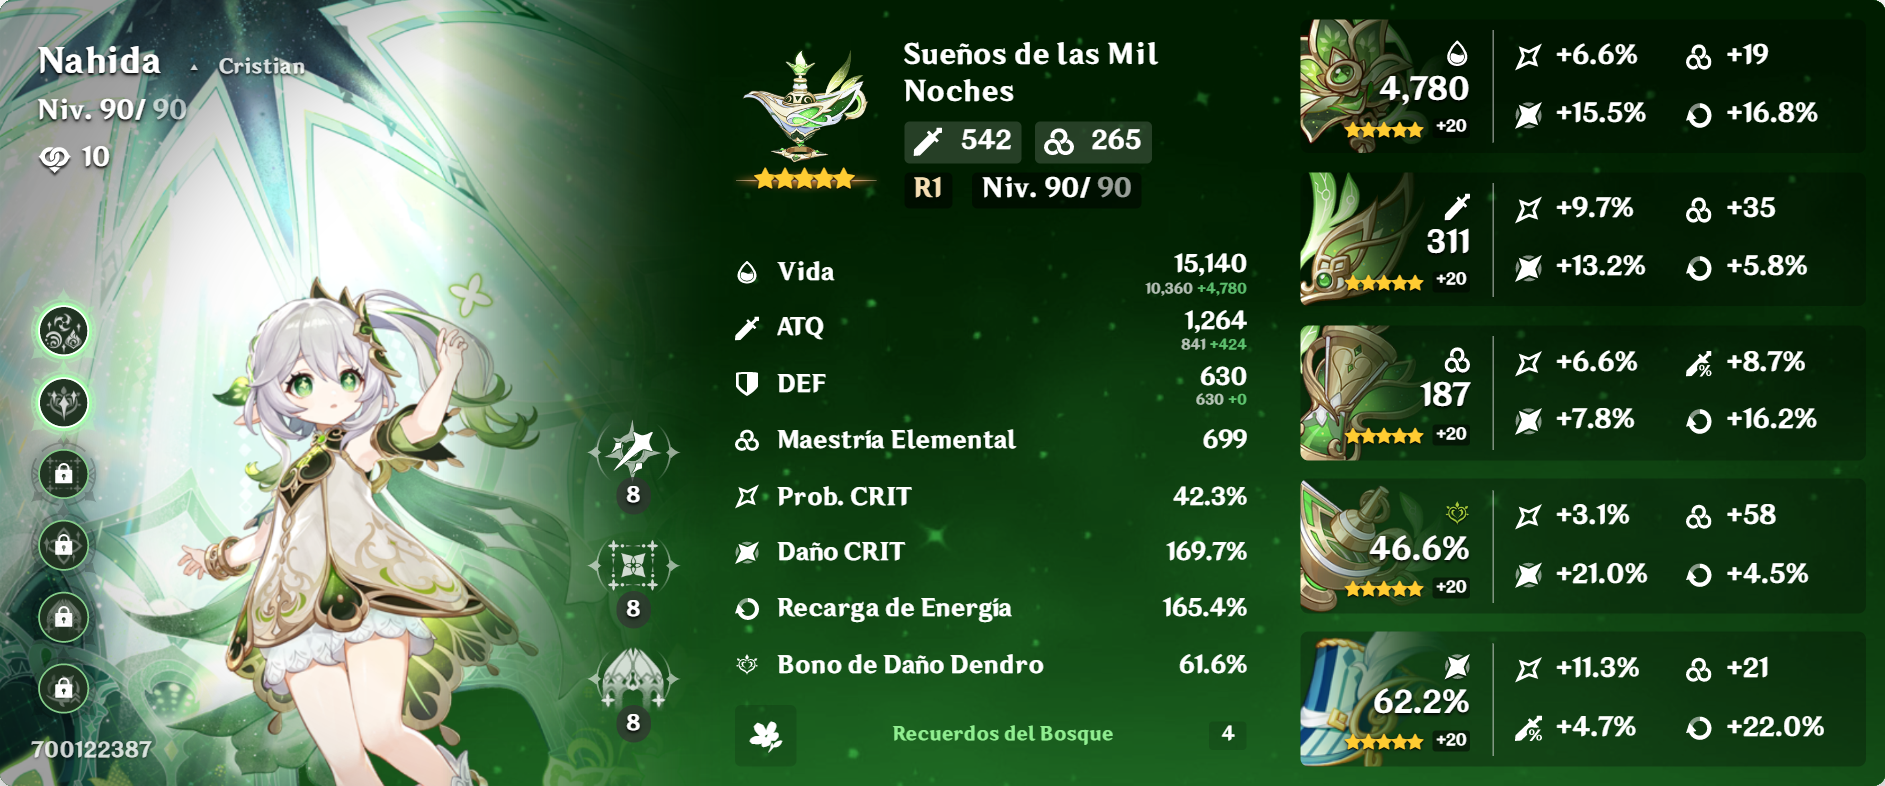 Nahida ▲ Cristian
Niv. 90/ 90
10
8
8
8
700122387
Sueños de las Mil
Noches
542 265
R1 Niv. 90/ 90
Vida 15,140
10,360 +4,780
ATQ 1,264
841 +424
DEF 630
630 +0
Maestría Elemental 699
Prob. CRIT 42.3%
Daño CRIT 169.7%
Recarga de Energía 165.4%
Bono de Daño Dendro 61.6%
Recuerdos del Bosque 4
4,780
+20
+6.6% +19
+15.5% +16.8%
311
+20
+9.7% +35
+13.2% +5.8%
187
+20
+6.6% +8.7%
+7.8% +16.2%
46.6%
+20
+3.1% +58
+21.0% +4.5%
62.2%
+20
+11.3% +21
+4.7% +22.0%